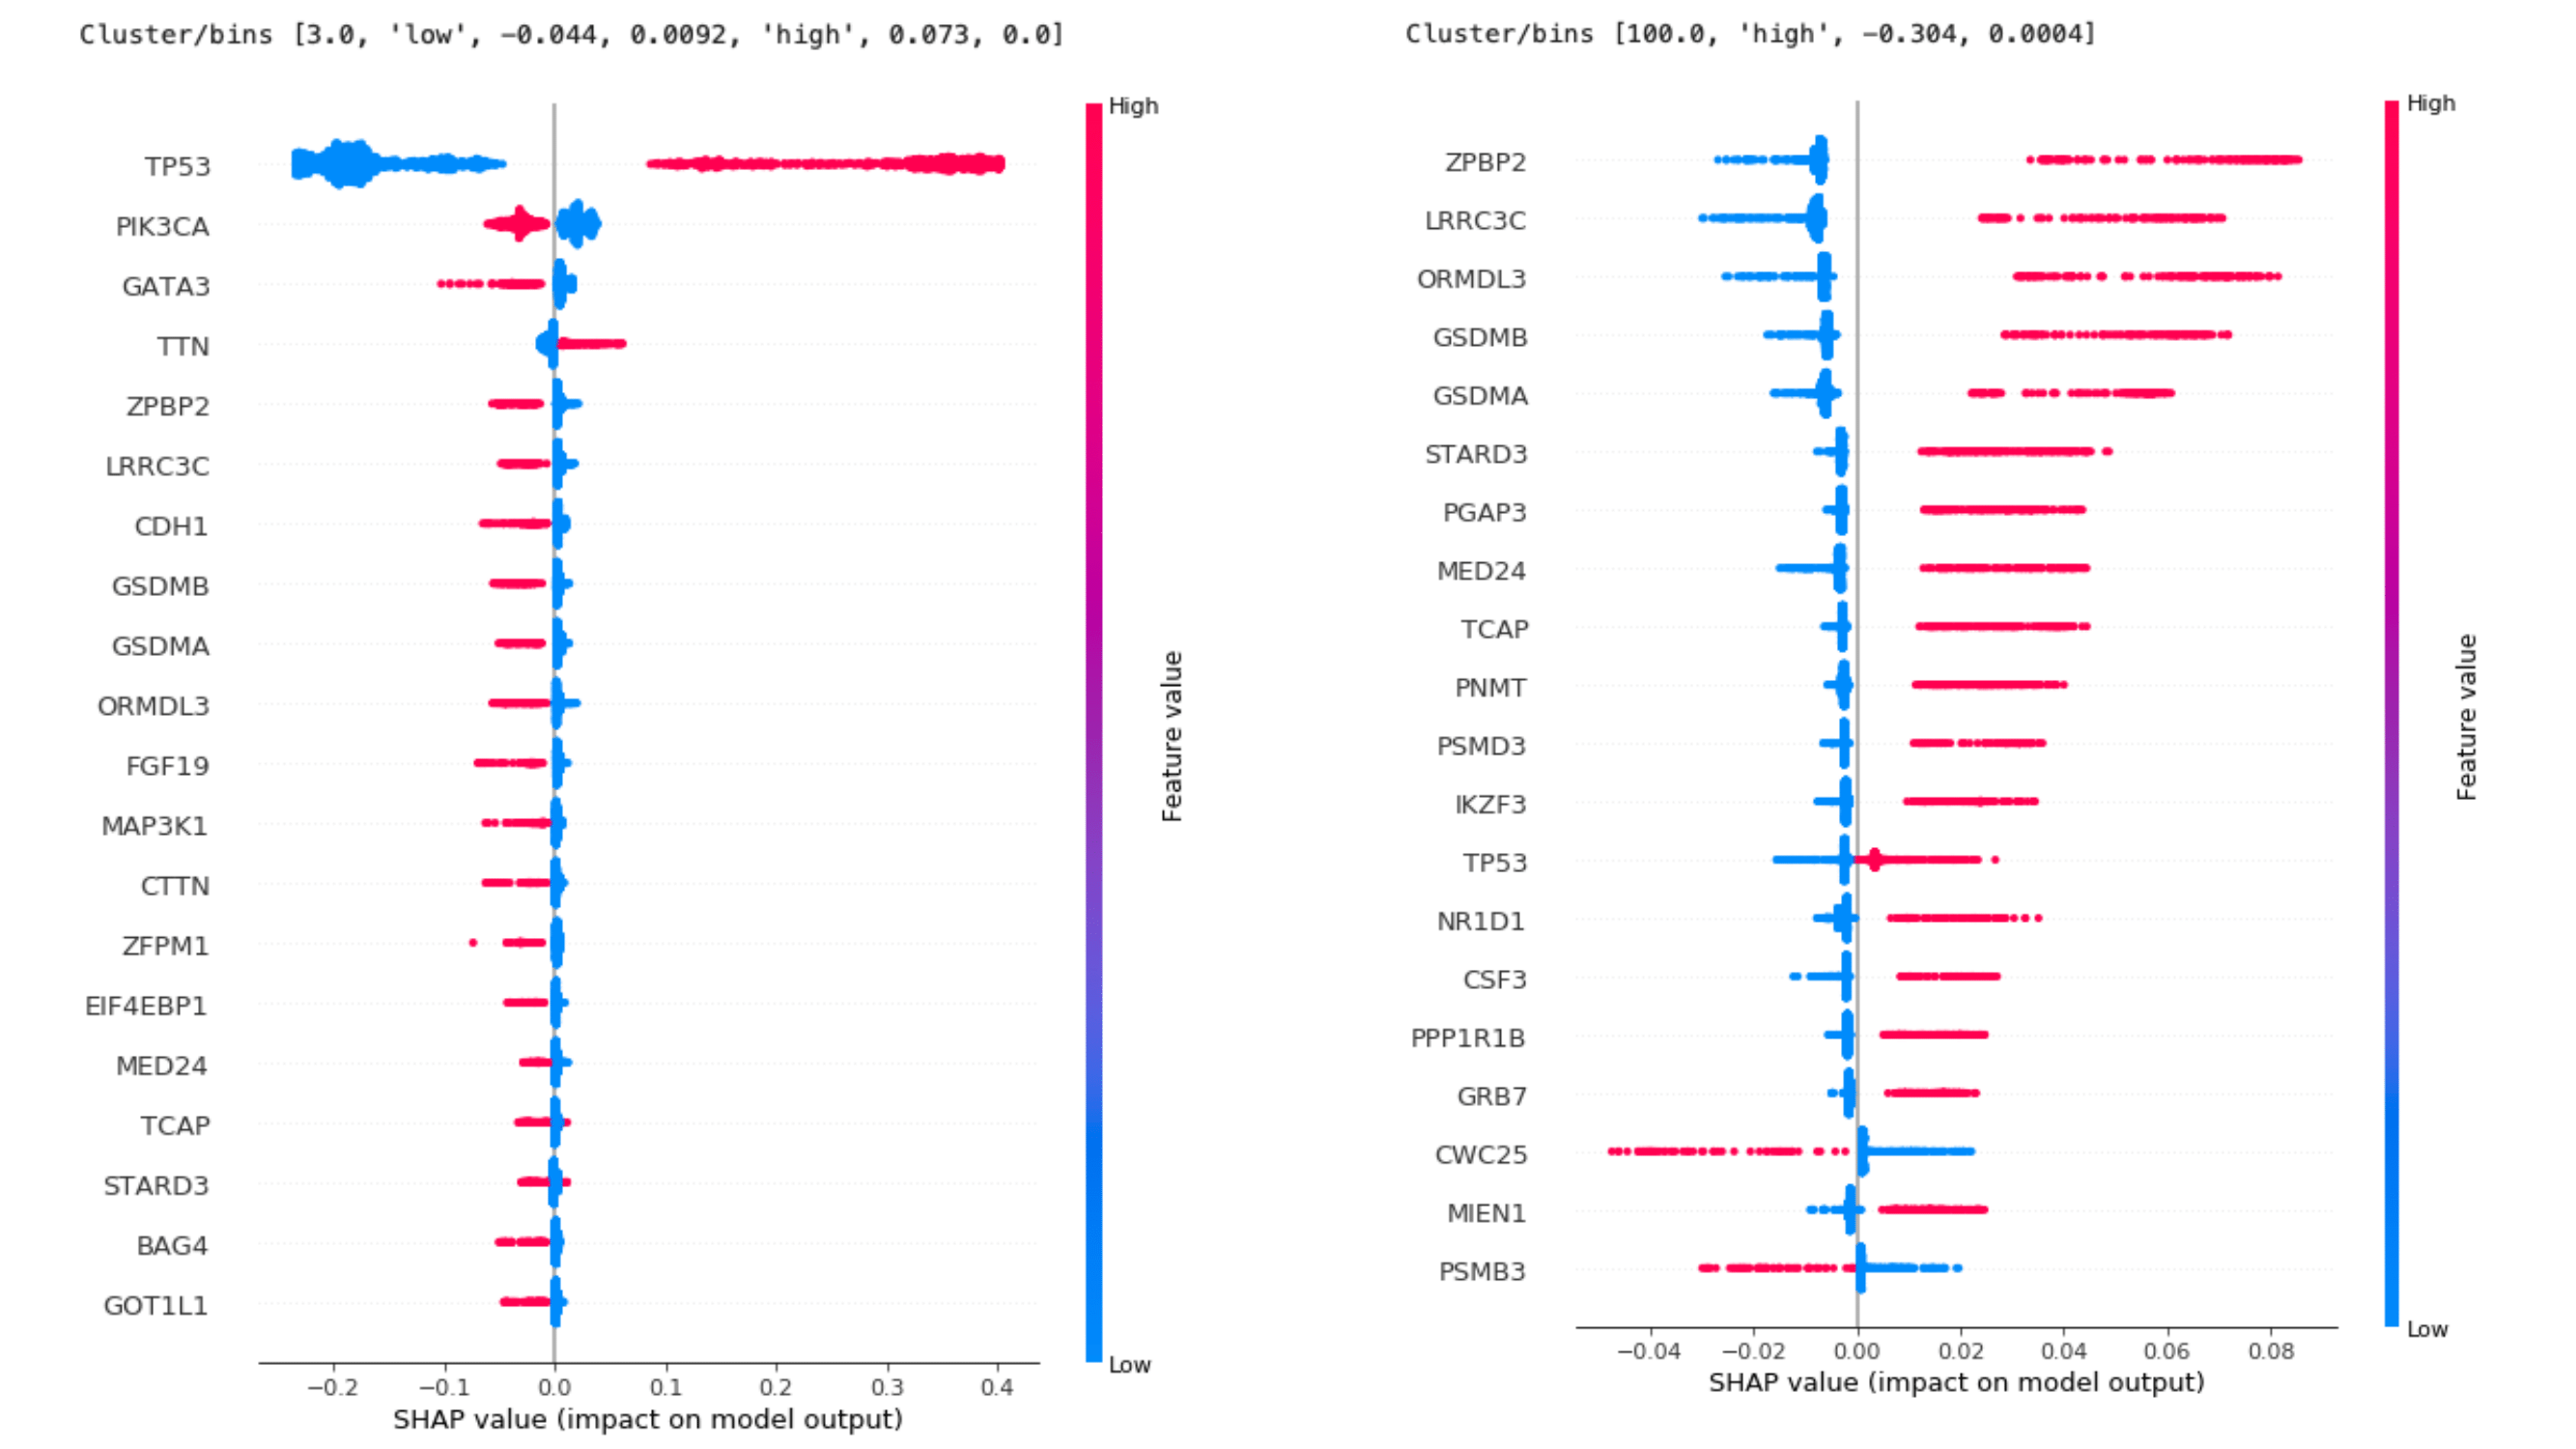 Cluster/bins [3.0, 'low', −0.044, 0.0092, 'high', 0.073, 0.0]
High
TP53
PIK3CA
GATA3
TTN
ZPBP2
LRRC3C
CDH1
GSDMB
GSDMA
ORMDL3
FGF19
MAP3K1
CTTN
ZFPM1
EIF4EBP1
MED24
TCAP
STARD3
BAG4
GOT1L1
Feature value
Low
−0.2 −0.1 0.0 0.1 0.2 0.3 0.4
SHAP value (impact on model output)
Cluster/bins [100.0, 'high', −0.304, 0.0004]
High
ZPBP2
LRRC3C
ORMDL3
GSDMB
GSDMA
STARD3
PGAP3
MED24
TCAP
PNMT
PSMD3
IKZF3
TP53
NR1D1
CSF3
PPP1R1B
GRB7
CWC25
MIEN1
PSMB3
Feature value
Low
−0.04 −0.02 0.00 0.02 0.04 0.06 0.08
SHAP value (impact on model output)